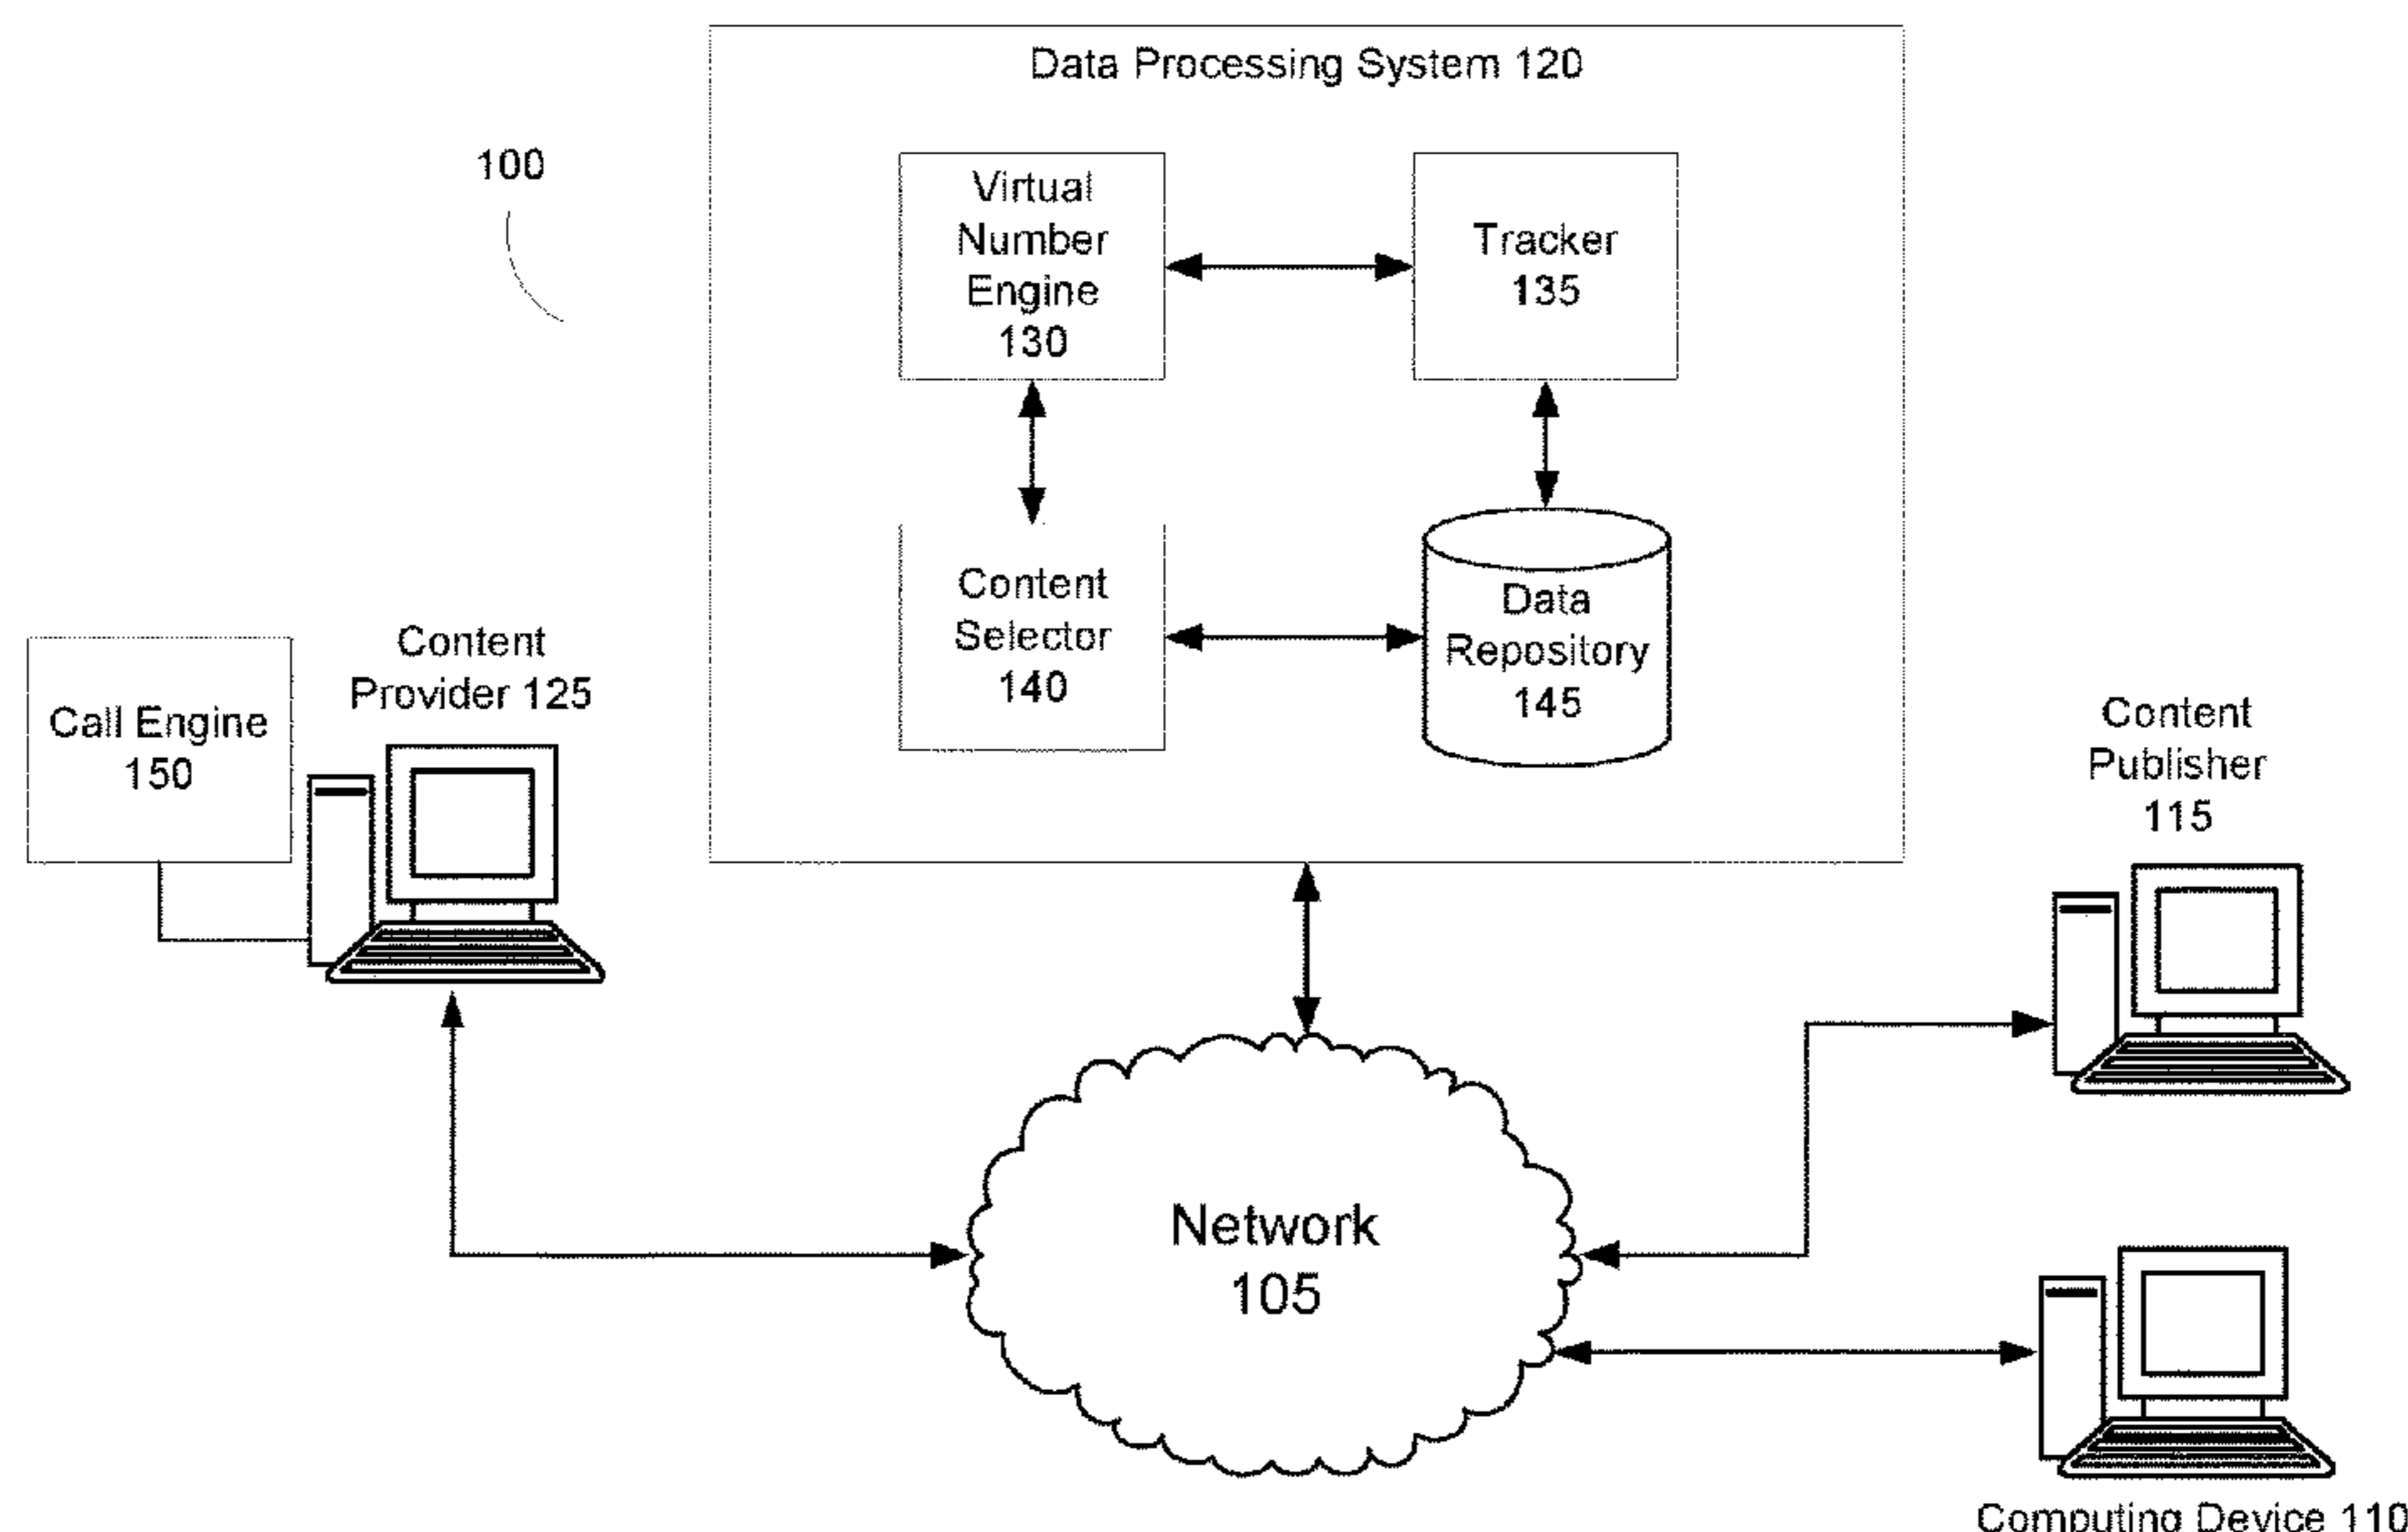 Data Processing System 120
100
Virtual
Number
Engine
130
Tracker
135
Content
Selector
140
Data
Repository
145
Call Engine
150
Content
Provider 125
Content
Publisher
115
Network
105
Computing Device 110